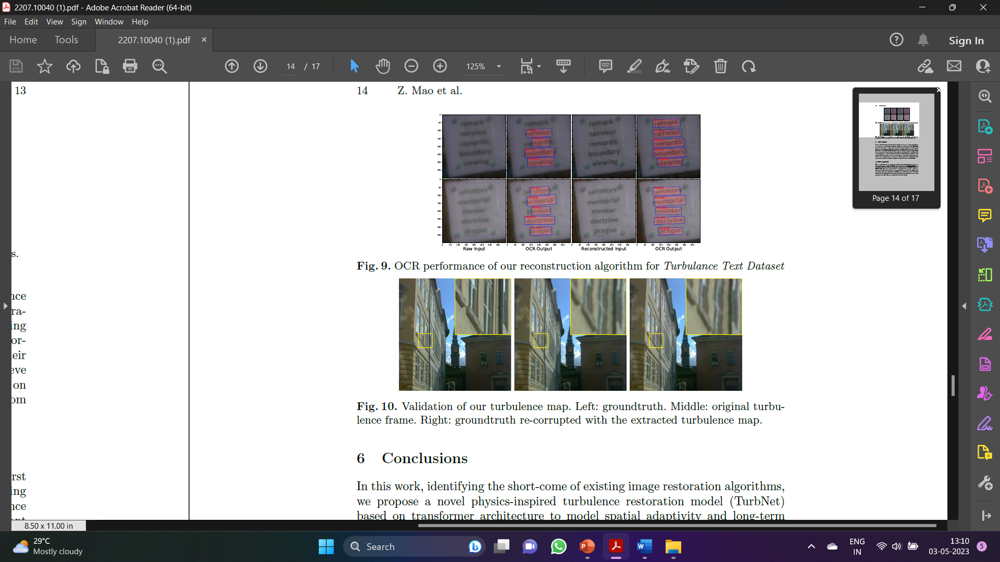 2207.10040 (1).pdf - Adobe Acrobat Reader (64-bit)
File Edit View Sign Window Help
Home Tools 2207.10040 (1).pdf Sign In
14 / 17 125%
13
14 Z. Mao et al.
remark remark remark remark
nervous nervous nervous nervous
romantic romantic romantic romantic
boundary boundary boundary boundary
viewing viewing viewing viewing
senators senators senators senators
memorial memorial memorial memorial
mentor mentor mentor mentor
doctrine doctrine doctrine doctrine
prague prague prague prague
Raw Input OCR Output Reconstructed Input OCR Output
Fig. 9. OCR performance of our reconstruction algorithm for Turbulance Text Dataset
Fig. 10. Validation of our turbulence map. Left: groundtruth. Middle: original turbu-
lence frame. Right: groundtruth re-corrupted with the extracted turbulence map.
6 Conclusions
In this work, identifying the short-come of existing image restoration algorithms,
we propose a novel physics-inspired turbulence restoration model (TurbNet)
based on transformer architecture to model spatial adaptivity and long-term
s.
nce
ra-
ing
or-
eir
eve
on
om
rst
ing
nce
Page 14 of 17
8.50 x 11.00 in
29°C
Mostly cloudy
Search
ENG
IN
13:10
03-05-2023
5